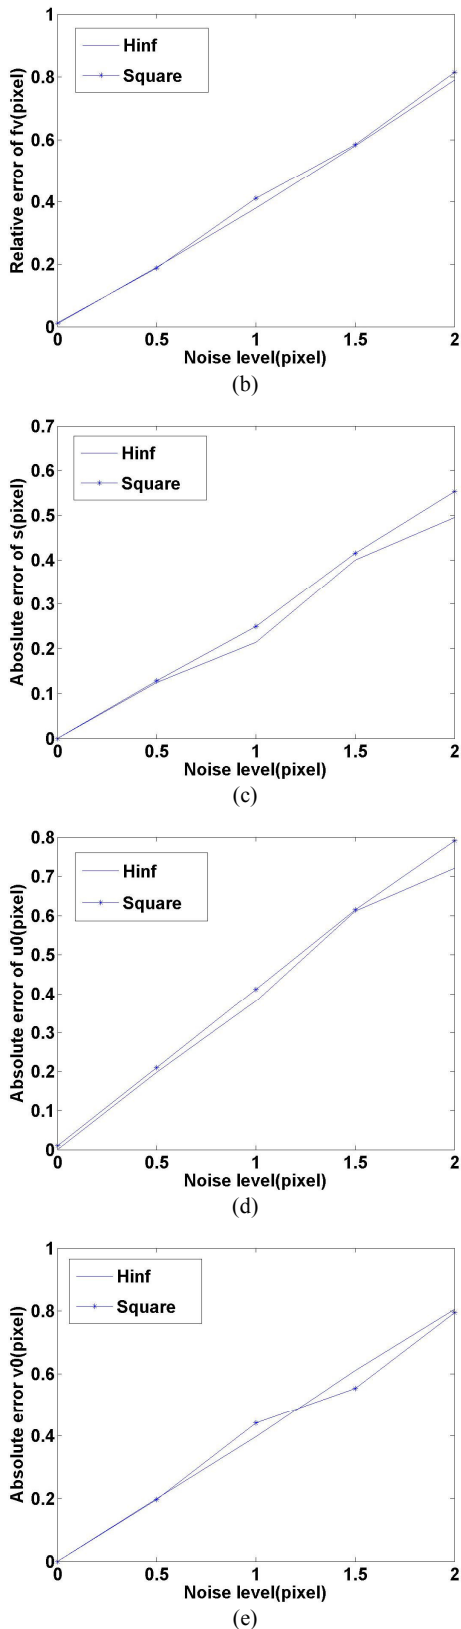 1
0.8
0.6
0.4
0.2
0
Relative error of fv(pixel)
Hinf
Square
0 0.5 1 1.5 2
Noise level(pixel)
(b)
0.7
0.6
0.5
0.4
0.3
0.2
0.1
0
Aboslute error of s(pixel)
Hinf
Square
0 0.5 1 1.5 2
Noise level(pixel)
(c)
0.8
0.7
0.6
0.5
0.4
0.3
0.2
0.1
0
Absolute error of u0(pixel)
Hinf
Square
0 0.5 1 1.5 2
Noise level(pixel)
(d)
1
0.8
0.6
0.4
0.2
0
Absolute error v0(pixel)
Hinf
Square
0 0.5 1 1.5 2
Noise level(pixel)
(e)